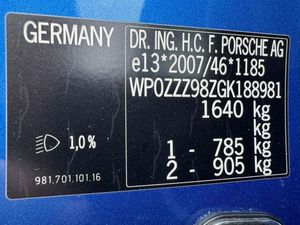 GERMANY
DR. ING. H.C. F. PORSCHE AG
e13*2007/46*1185
WP0ZZZ98ZGK188981
1640 kg
kg
1 - 785 kg
2 - 905 kg
1,0%
981.701.101.16